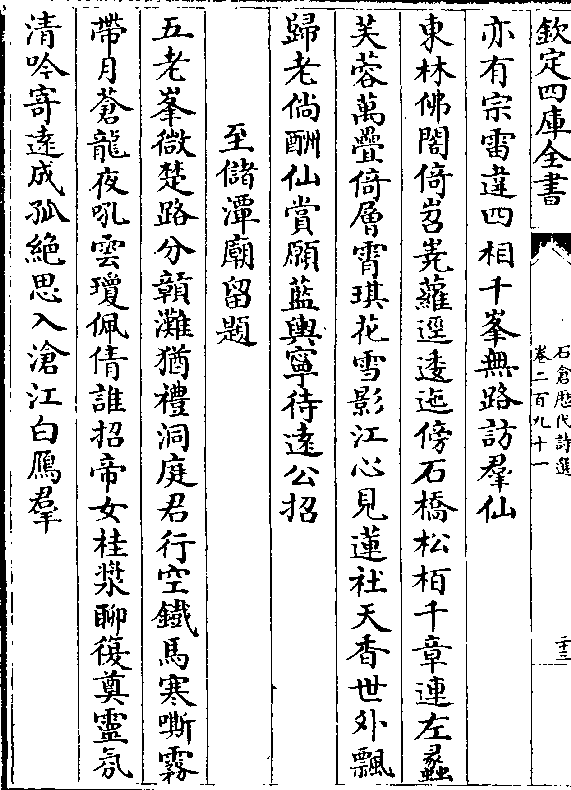 欽定四庫全書
石倉歷代詩選
卷二百九十一
二十三
亦有宗雷違四相千峯無路訪羣仙
東林佛閣倚岧嶤蘿逕逶迤傍石橋松栢千章連左蠡
芙蓉萬疊倚層霄琪花雪影江心見蓮社天香世外飄
歸老倘酬仙賞願藍輿寧待遠公招
至儲潭廟留題
五老峯微楚路分贛灘猶禮洞庭君行空鐵馬寒嘶霧
帶月蒼龍夜吼雲瓊佩倩誰招帝女桂漿聊復奠靈氛
清吟寄遠成孤絶思入滄江白鴈羣